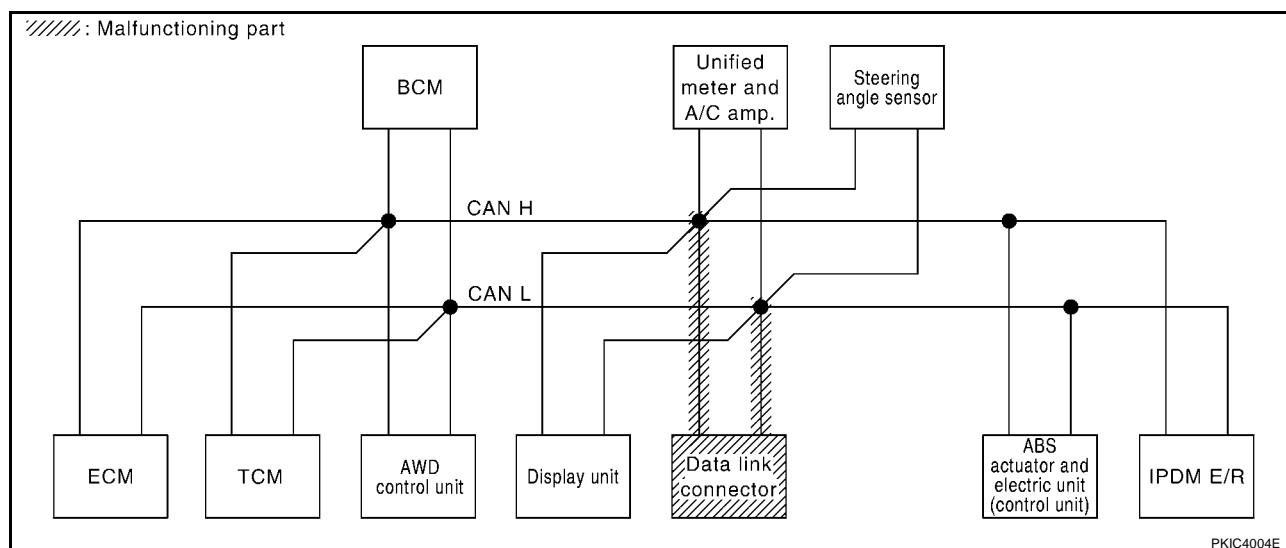 : Malfunctioning part
BCM
Unified
meter and
A/C amp.
Steering
angle sensor
CAN H
CAN L
ECM
TCM
AWD
control unit
Display unit
Data link
connector
ABS
actuator and
electric unit
(control unit)
IPDM E/R
PKIC4004E